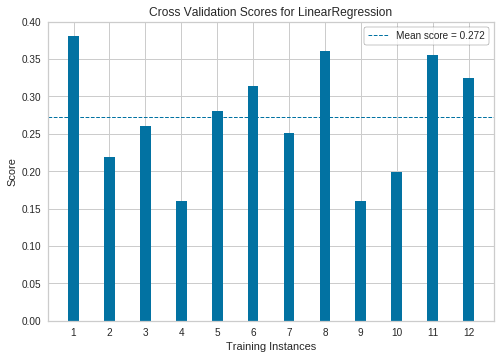 Cross Validation Scores for LinearRegression
Mean score = 0.272
0.40
0.35
0.30
0.25
0.20
0.15
0.10
0.05
0.00
Score
1 2 3 4 5 6 7 8 9 10 11 12
Training Instances